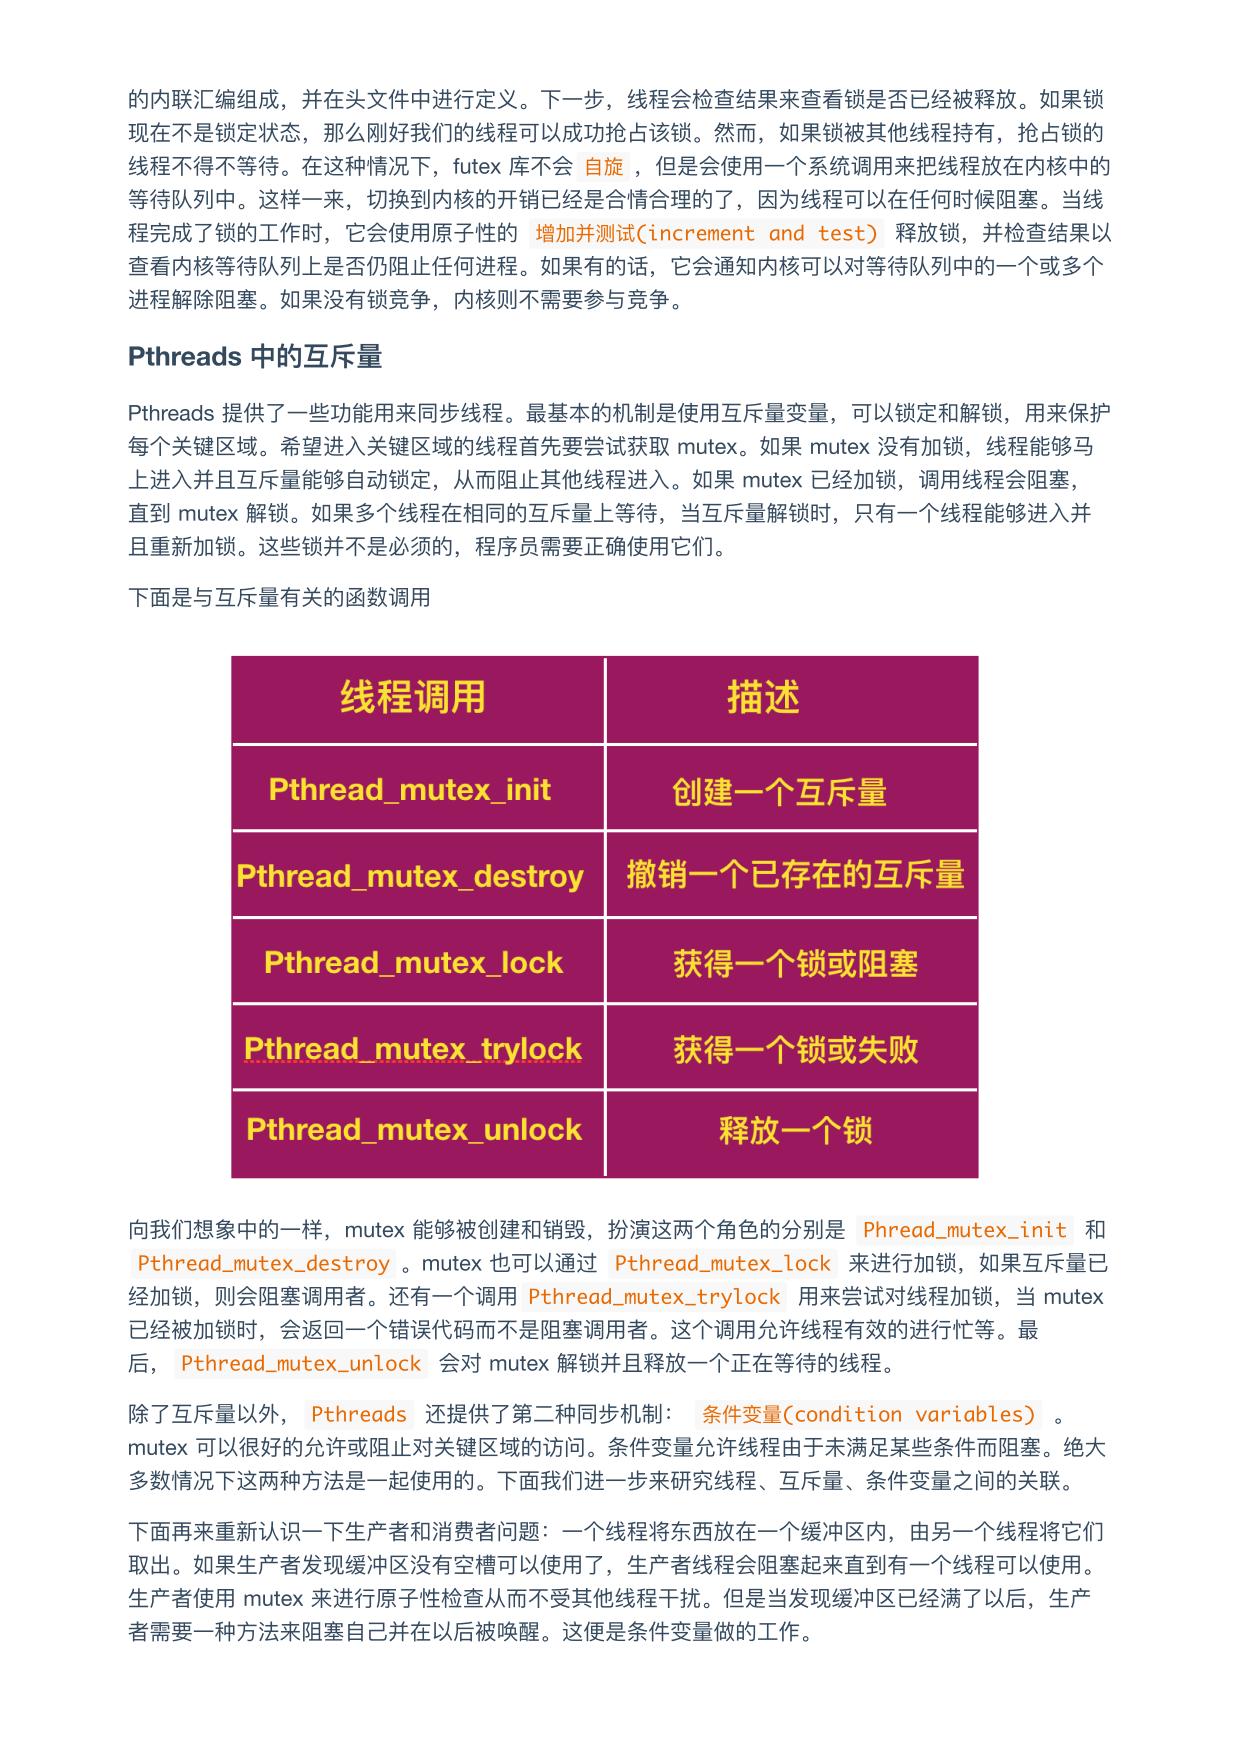 的内联汇编组成，并在头文件中进行定义。下一步，线程会检查结果来查看锁是否已经被释放。如果锁
现在不是锁定状态，那么刚好我们的线程可以成功抢占该锁。然而，如果锁被其他线程持有，抢占锁的
线程不得不等待。在这种情况下，futex 库不会 自旋 ，但是会使用一个系统调用来把线程放在内核中的
等待队列中。这样一来，切换到内核的开销已经是合情合理的了，因为线程可以在任何时候阻塞。当线
程完成了锁的工作时，它会使用原子性的 增加并测试(increment and test) 释放锁，并检查结果以
查看内核等待队列上是否仍阻止任何进程。如果有的话，它会通知内核可以对等待队列中的一个或多个
进程解除阻塞。如果没有锁竞争，内核则不需要参与竞争。
Pthreads 中的互斥量
Pthreads 提供了一些功能用来同步线程。最基本的机制是使用互斥量变量，可以锁定和解锁，用来保护
每个关键区域。希望进入关键区域的线程首先要尝试获取 mutex。如果 mutex 没有加锁，线程能够马
上进入并且互斥量能够自动锁定，从而阻止其他线程进入。如果 mutex 已经加锁，调用线程会阻塞，
直到 mutex 解锁。如果多个线程在相同的互斥量上等待，当互斥量解锁时，只有一个线程能够进入并
且重新加锁。这些锁并不是必须的，程序员需要正确使用它们。
下面是与互斥量有关的函数调用
线程调用 描述
Pthread_mutex_init 创建一个互斥量
Pthread_mutex_destroy 撤销一个已存在的互斥量
Pthread_mutex_lock 获得一个锁或阻塞
Pthread_mutex_trylock 获得一个锁或失败
Pthread_mutex_unlock 释放一个锁
向我们想象中的一样，mutex 能够被创建和销毁，扮演这两个角色的分别是 Phread_mutex_init 和
Pthread_mutex_destroy 。mutex 也可以通过 Pthread_mutex_lock 来进行加锁，如果互斥量已
经加锁，则会阻塞调用者。还有一个调用 Pthread_mutex_trylock 用来尝试对线程加锁，当 mutex
已经被加锁时，会返回一个错误代码而不是阻塞调用者。这个调用允许线程有效的进行忙等。最
后， Pthread_mutex_unlock 会对 mutex 解锁并且释放一个正在等待的线程。
除了互斥量以外， Pthreads 还提供了第二种同步机制： 条件变量(condition variables) 。
mutex 可以很好的允许或阻止对关键区域的访问。条件变量允许线程由于未满足某些条件而阻塞。绝大
多数情况下这两种方法是一起使用的。下面我们进一步来研究线程、互斥量、条件变量之间的关联。
下面再来重新认识一下生产者和消费者问题：一个线程将东西放在一个缓冲区内，由另一个线程将它们
取出。如果生产者发现缓冲区没有空槽可以使用了，生产者线程会阻塞起来直到有一个线程可以使用。
生产者使用 mutex 来进行原子性检查从而不受其他线程干扰。但是当发现缓冲区已经满了以后，生产
者需要一种方法来阻塞自己并在以后被唤醒。这便是条件变量做的工作。